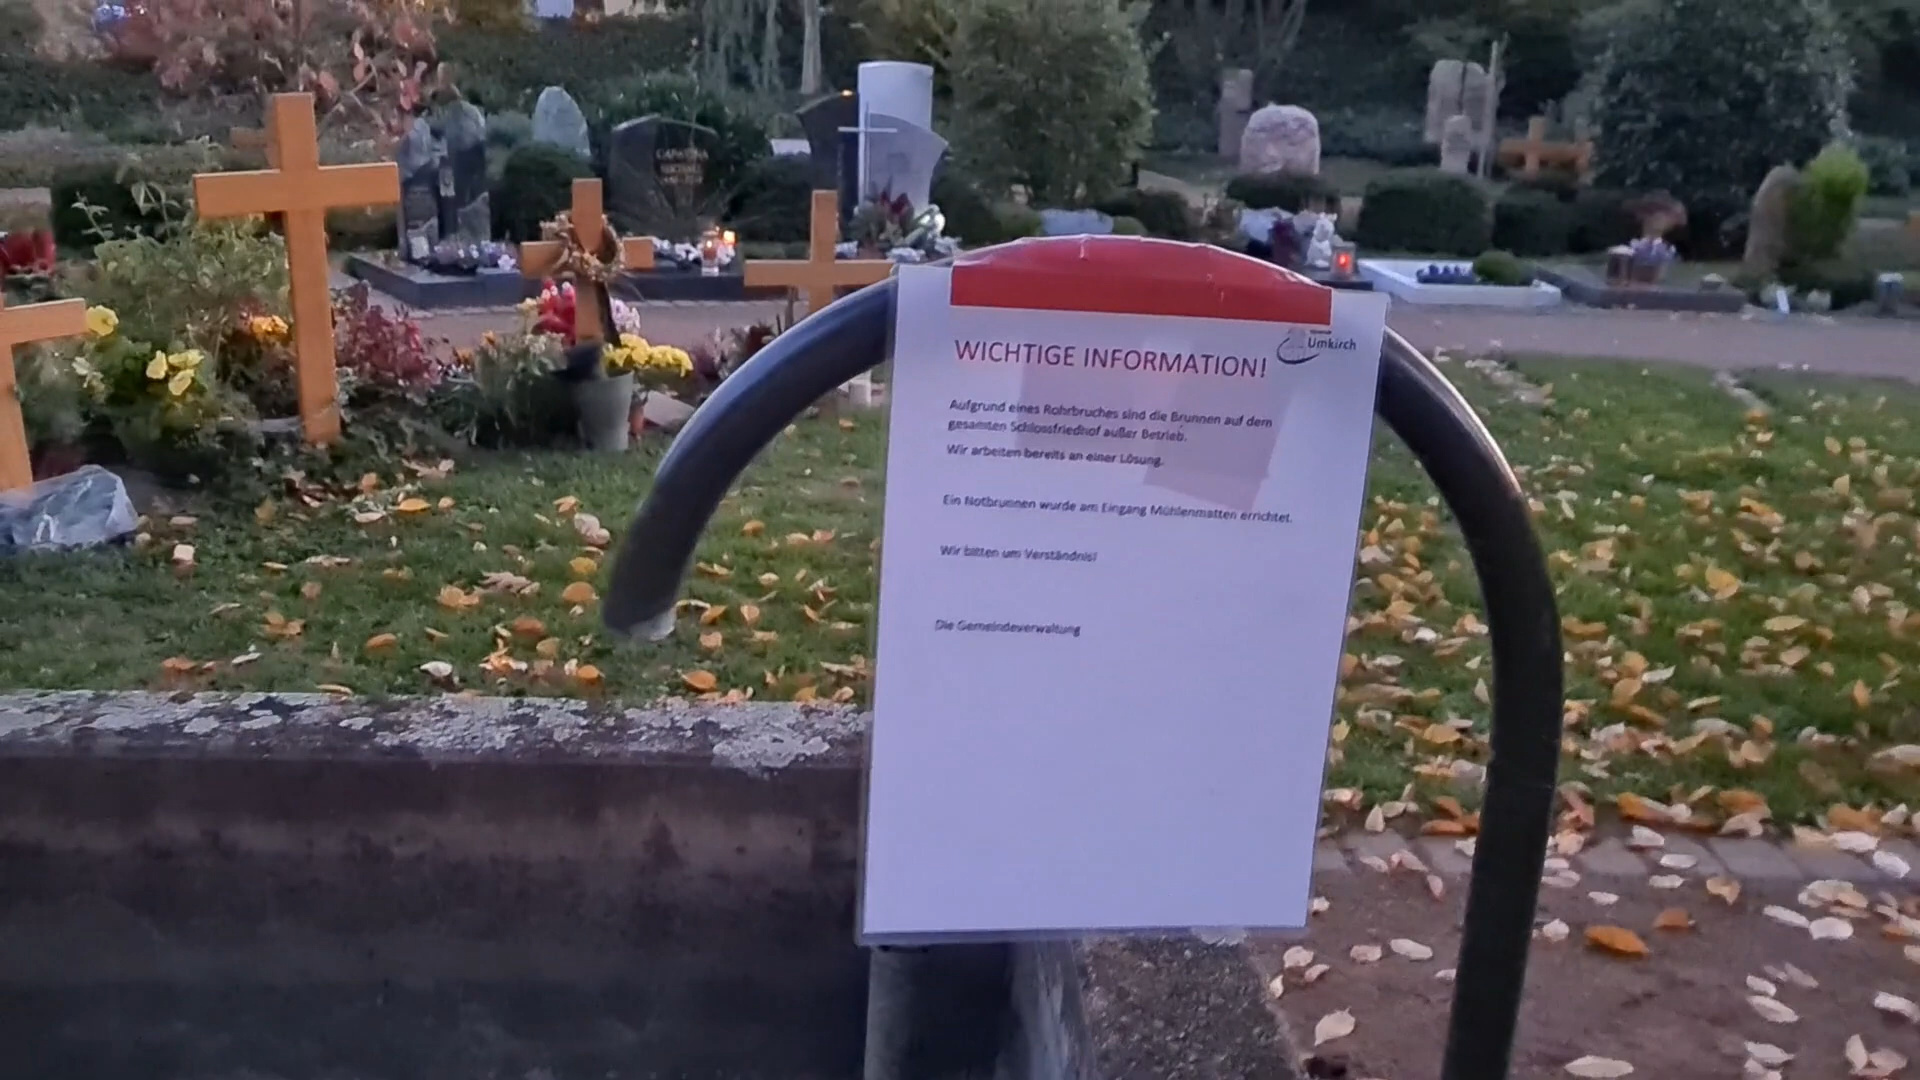 WICHTIGE INFORMATION!
Umkirch
Aufgrund eines Rohrbruches sind die Brunnen auf dem
gesamten Schlossfriedhof außer Betrieb.
Wir arbeiten bereits an einer Lösung.
Ein Notbrunnen wurde am Eingang Mühlenmatten errichtet.
Wir bitten um Verständnis!
Die Gemeindeverwaltung